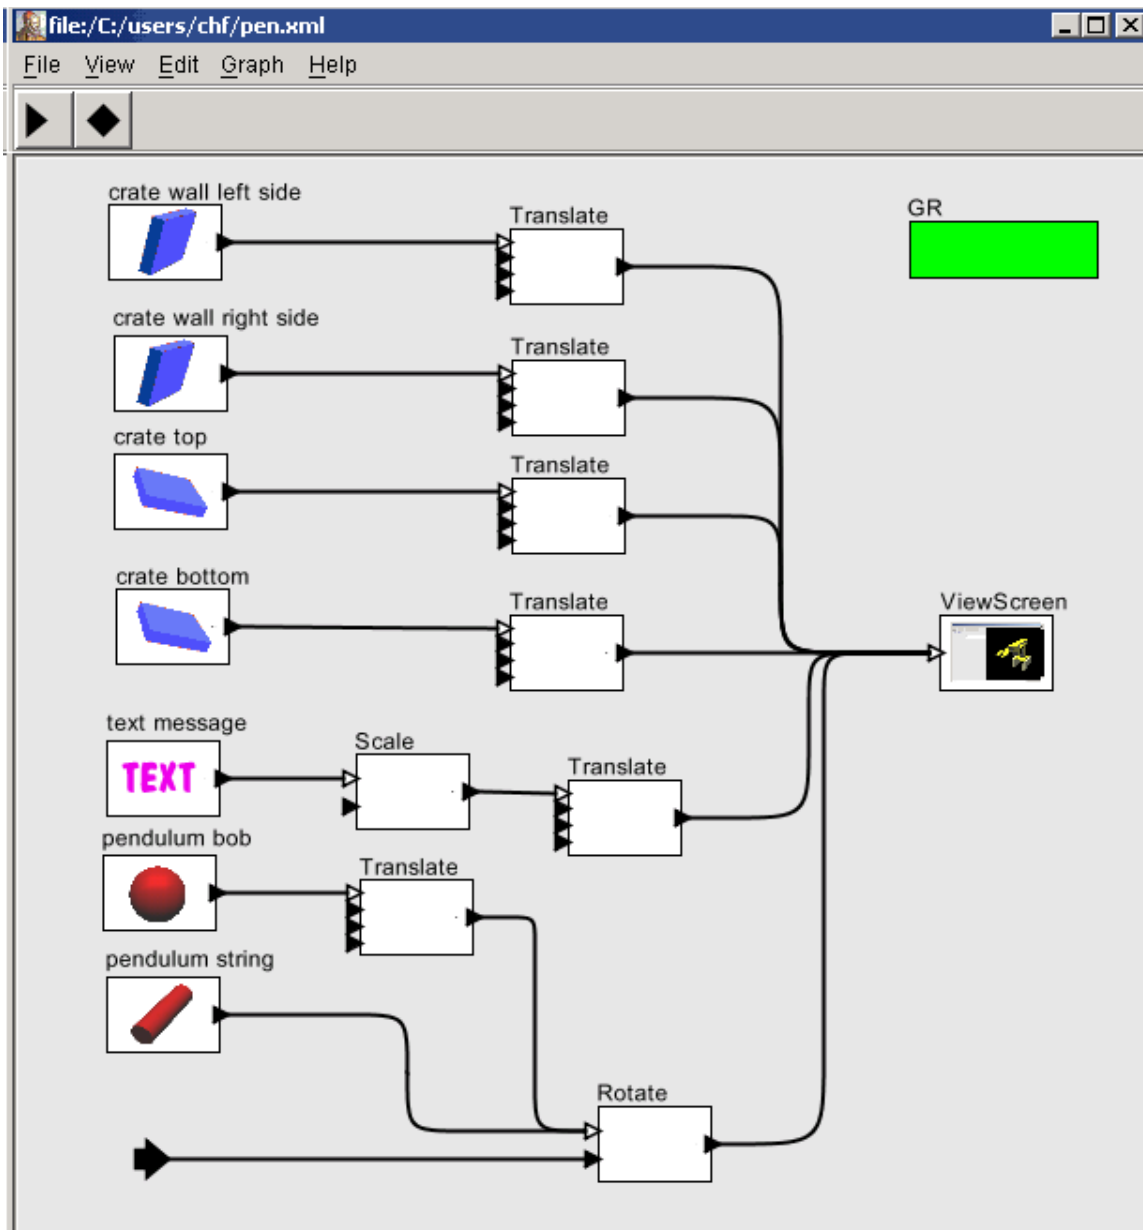 file:/C:/users/chf/pen.xml
File View Edit Graph Help
crate wall left side
Translate
GR
crate wall right side
Translate
crate top
Translate
crate bottom
Translate
ViewScreen
text message
TEXT
Scale
Translate
pendulum bob
Translate
pendulum string
Rotate